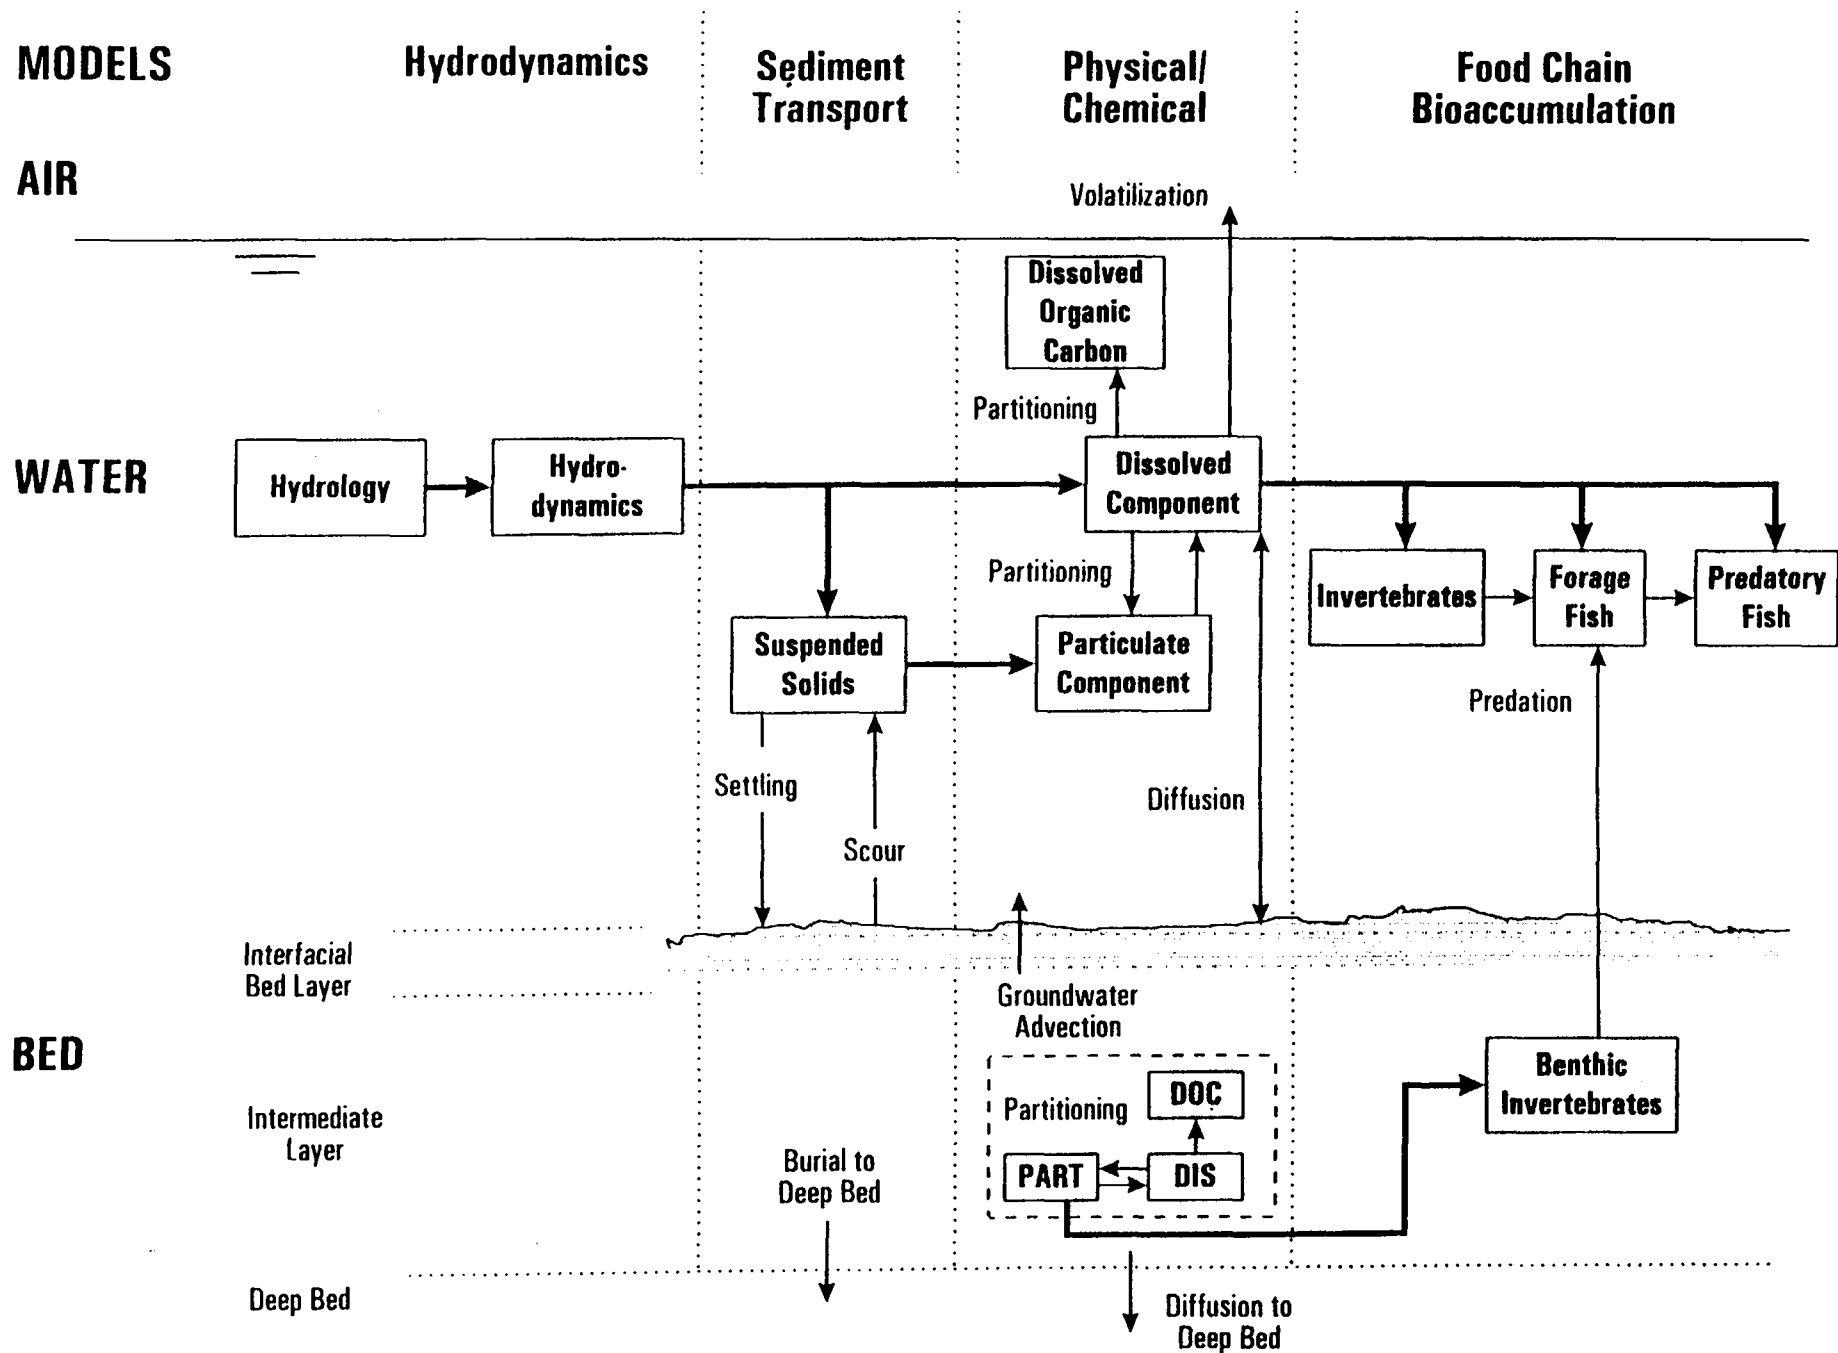 MODELS
Hydrodynamics
Sediment
Transport
Physical/
Chemical
Food Chain
Bioaccumulation
AIR
Volatilization
Dissolved
Organic
Carbon
Partitioning
WATER
Hydrology
Hydro-
dynamics
Dissolved
Component
Partitioning
Invertebrates
Forage
Fish
Predatory
Fish
Suspended
Solids
Particulate
Component
Predation
Settling
Diffusion
Scour
Interfacial
Bed Layer
Groundwater
Advection
BED
Benthic
Invertebrates
Intermediate
Layer
Partitioning
DOC
PART
DIS
Burial to
Deep Bed
Deep Bed
Diffusion to
Deep Bed